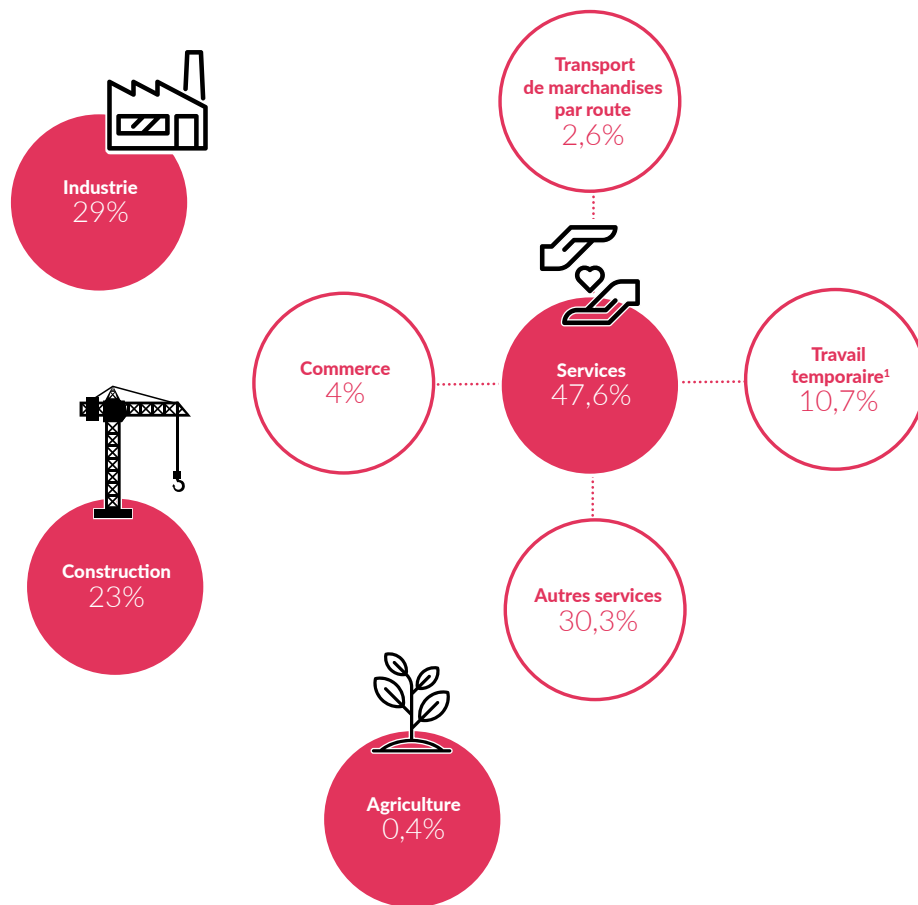 Transport
de marchandises
par route
2,6%
Industrie
29%
Commerce
4%
Services
47,6%
Travail
temporaire¹
10,7%
Construction
23%
Autres services
30,3%
Agriculture
0,4%